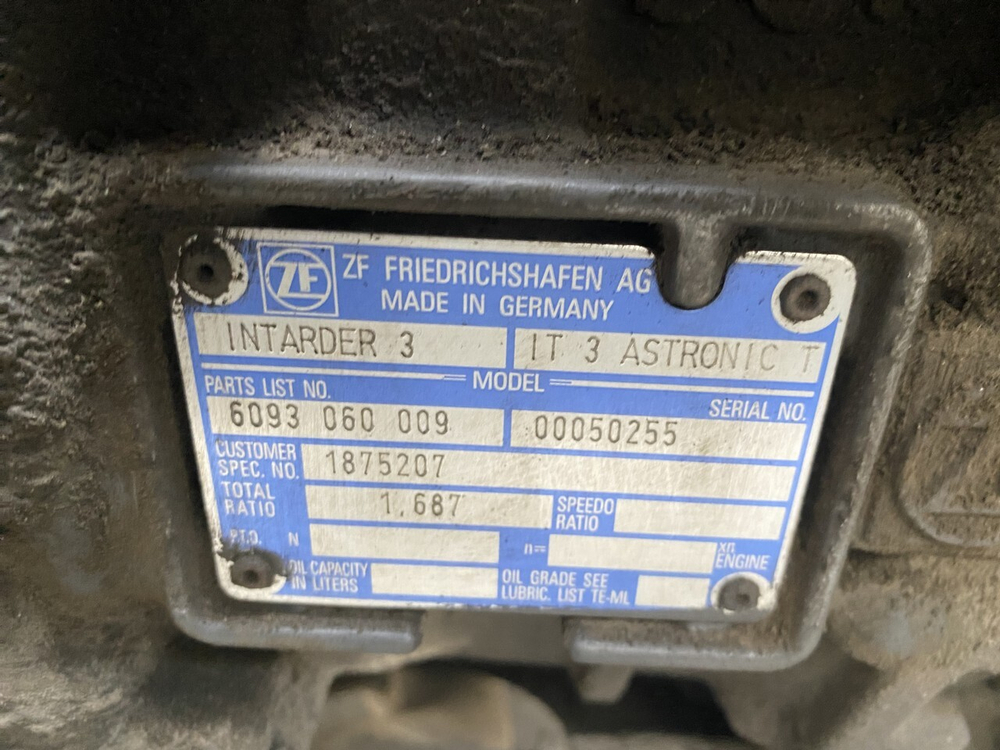 ZF ZF FRIEDRICHSHAFEN AG
MADE IN GERMANY
INTARDER 3 IT 3 ASTRONIC T
PARTS LIST NO. MODEL SERIAL NO.
6093 060 009 00050255
CUSTOMER SPEC. NO. 1875207
TOTAL RATIO 1,687 SPEEDO RATIO
P.T.O. N n= xn ENGINE
OIL CAPACITY IN LITERS OIL GRADE SEE LUBRIC. LIST TE-ML